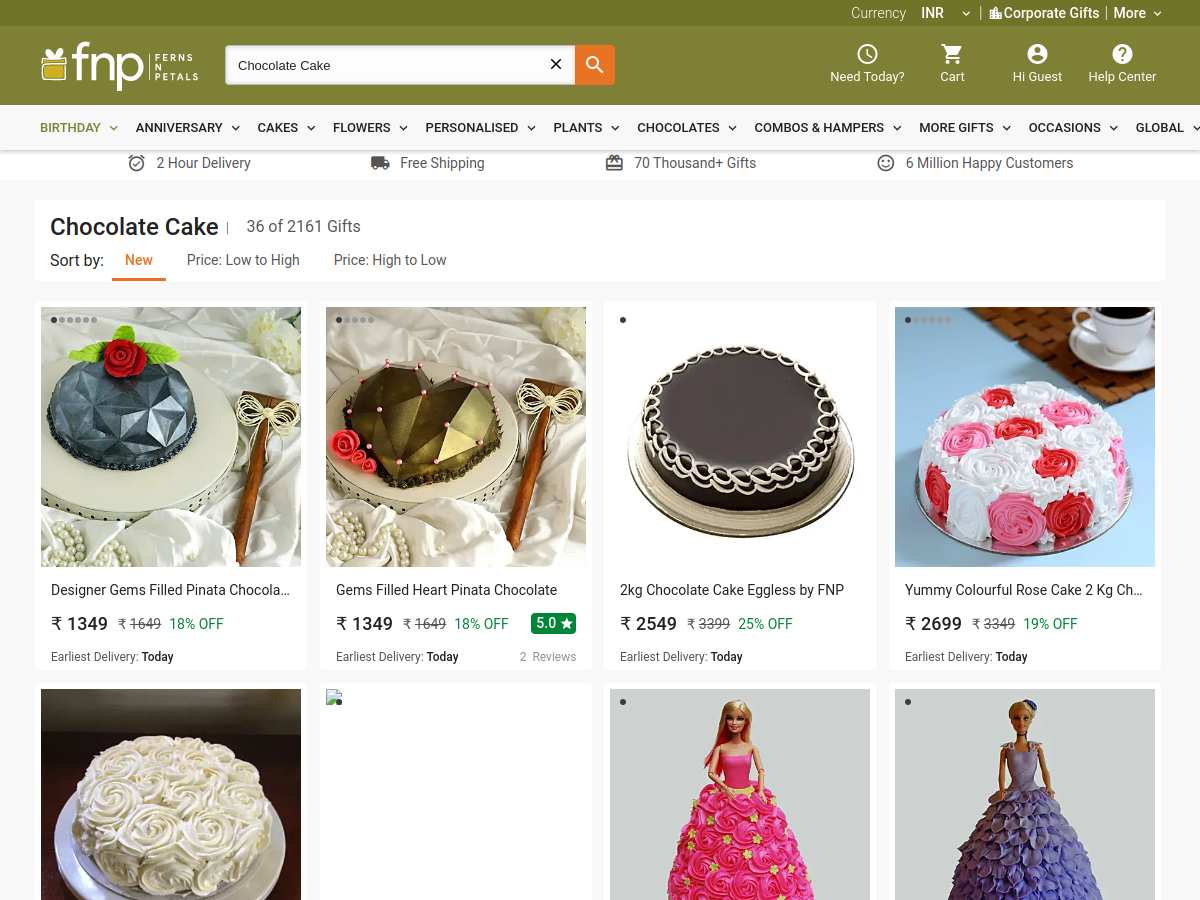 Currency INR | Corporate Gifts | More
fnp FERNS N PETALS
Chocolate Cake
Need Today? Cart Hi Guest Help Center
BIRTHDAY ANNIVERSARY CAKES FLOWERS PERSONALISED PLANTS CHOCOLATES COMBOS & HAMPERS MORE GIFTS OCCASIONS GLOBAL
2 Hour Delivery Free Shipping 70 Thousand+ Gifts 6 Million Happy Customers
Chocolate Cake | 36 of 2161 Gifts
Sort by: New Price: Low to High Price: High to Low
Designer Gems Filled Pinata Chocola...
₹ 1349 ₹ 1649 18% OFF
Earliest Delivery: Today
Gems Filled Heart Pinata Chocolate
₹ 1349 ₹ 1649 18% OFF 5.0 ★
Earliest Delivery: Today 2 Reviews
2kg Chocolate Cake Eggless by FNP
₹ 2549 ₹ 3399 25% OFF
Earliest Delivery: Today
Yummy Colourful Rose Cake 2 Kg Ch...
₹ 2699 ₹ 3349 19% OFF
Earliest Delivery: Today